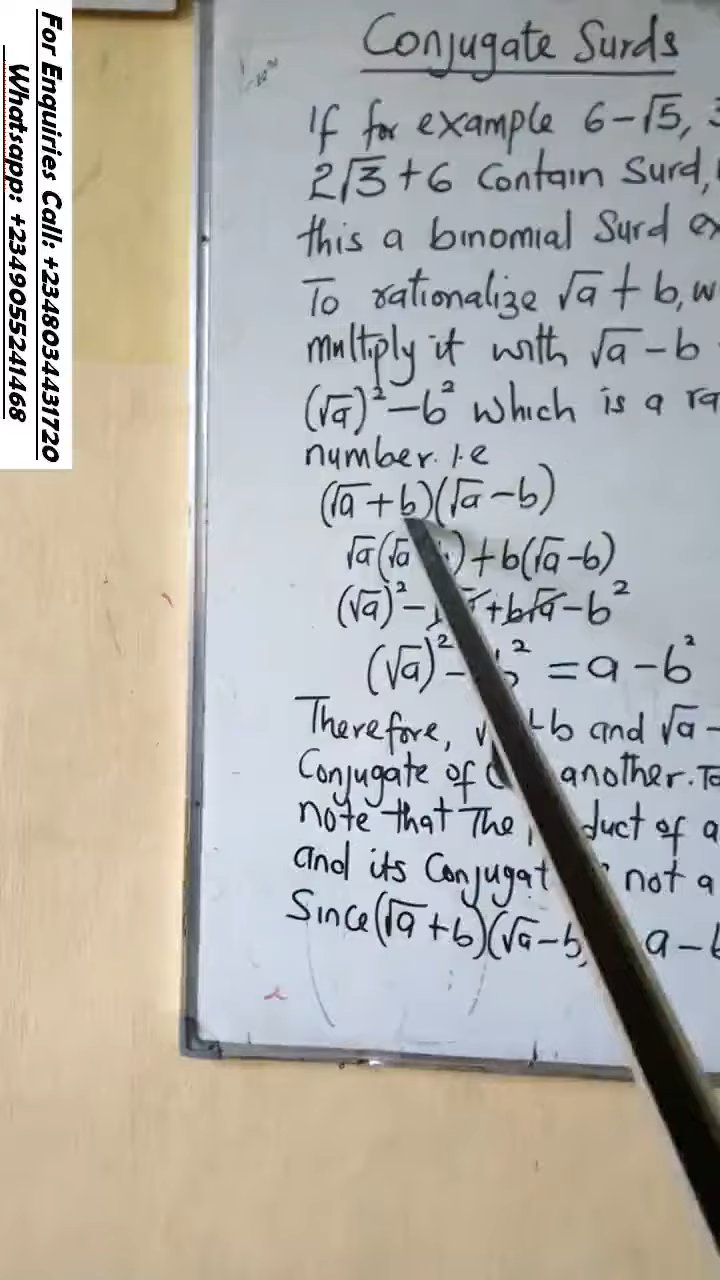 For Enquiries Call: +2348034431720
Whatsapp: +2349055241468
Conjugate Surds
If for example 6-√5,
2√3+6 Contain Surd,
this a binomial Surd
To rationalize √a + b,
multiply it with √a - b
(√a)² - b² which is a
number. i.e
(√a + b)(√a - b)
√a(√a ) + b(√a - b)
(√a)² - + b√a - b²
(√a)² - b² = a - b²
Therefore, +b and √a -
Conjugate of another. To
note that The duct of a
and its Conjugat not a
Since (√a + b)(√a - b a - b